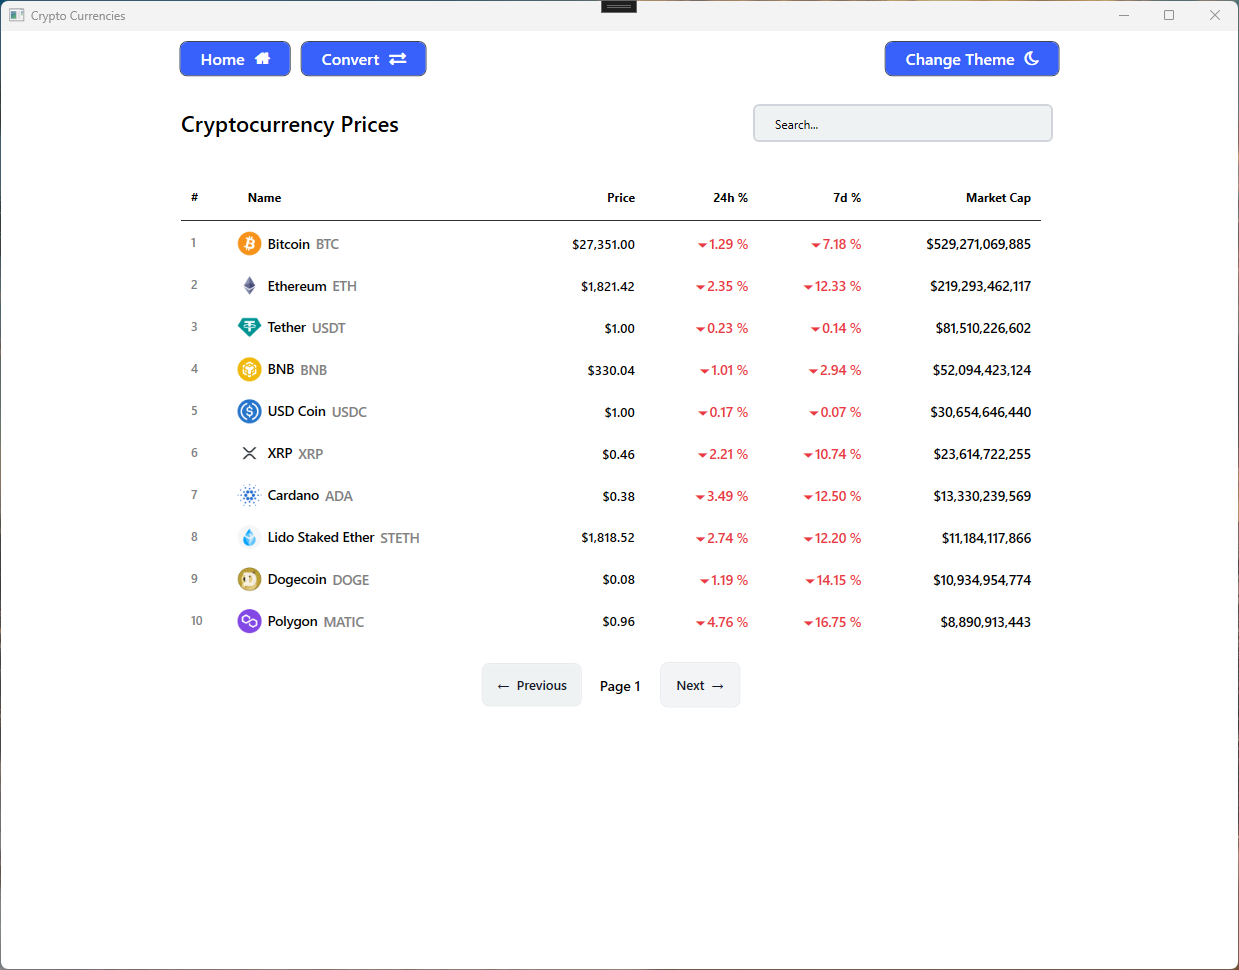 Crypto Currencies
Home Convert Change Theme
Cryptocurrency Prices Search...
# Name Price 24h % 7d % Market Cap
1 Bitcoin BTC $27,351.00 1.29 % 7.18 % $529,271,069,885
2 Ethereum ETH $1,821.42 2.35 % 12.33 % $219,293,462,117
3 Tether USDT $1.00 0.23 % 0.14 % $81,510,226,602
4 BNB BNB $330.04 1.01 % 2.94 % $52,094,423,124
5 USD Coin USDC $1.00 0.17 % 0.07 % $30,654,646,440
6 XRP XRP $0.46 2.21 % 10.74 % $23,614,722,255
7 Cardano ADA $0.38 3.49 % 12.50 % $13,330,239,569
8 Lido Staked Ether STETH $1,818.52 2.74 % 12.20 % $11,184,117,866
9 Dogecoin DOGE $0.08 1.19 % 14.15 % $10,934,954,774
10 Polygon MATIC $0.96 4.76 % 16.75 % $8,890,913,443
← Previous Page 1 Next →